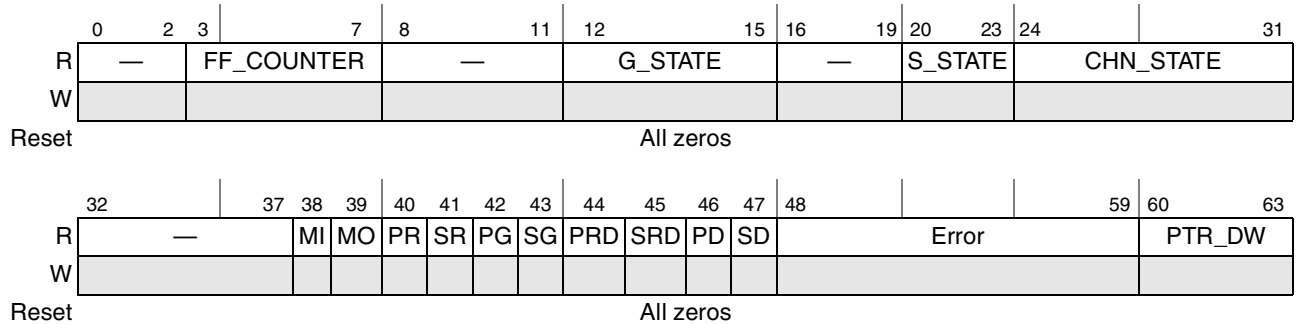 0 2 3 7 8 11 12 15 16 19 20 23 24 31
R — FF_COUNTER — G_STATE — S_STATE CHN_STATE
W
Reset All zeros
32 37 38 39 40 41 42 43 44 45 46 47 48 59 60 63
R — MI MO PR SR PG SG PRD SRD PD SD Error PTR_DW
W
Reset All zeros